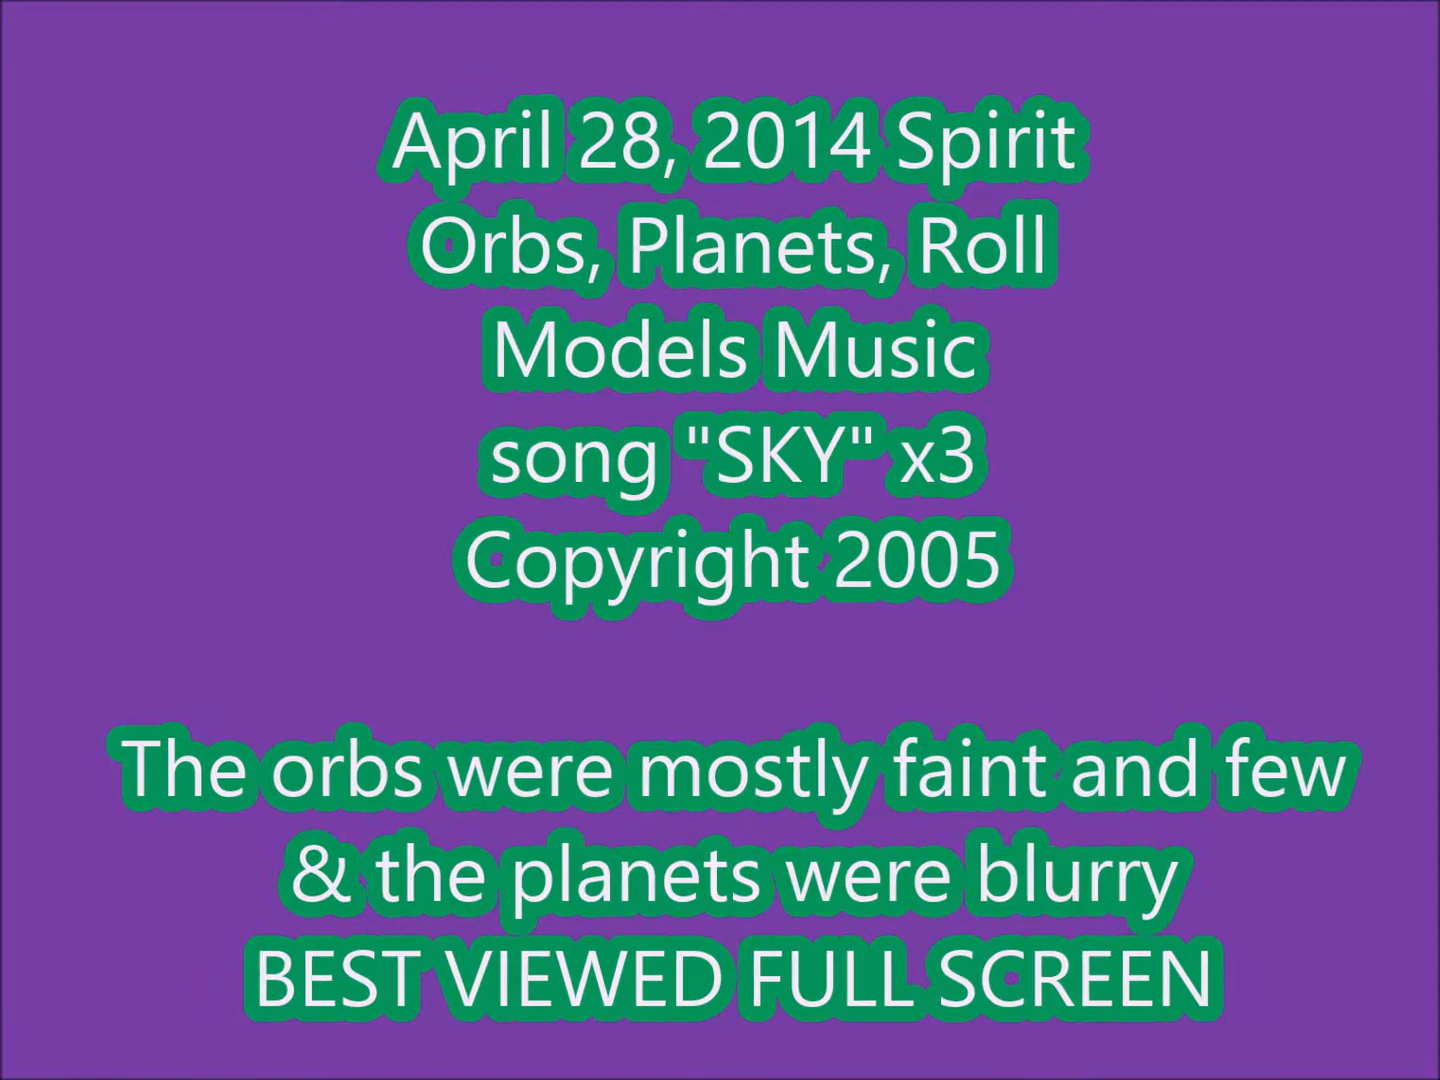 April 28, 2014 Spirit
Orbs, Planets, Roll
Models Music
song "SKY" x3
Copyright 2005
The orbs were mostly faint and few
& the planets were blurry
BEST VIEWED FULL SCREEN